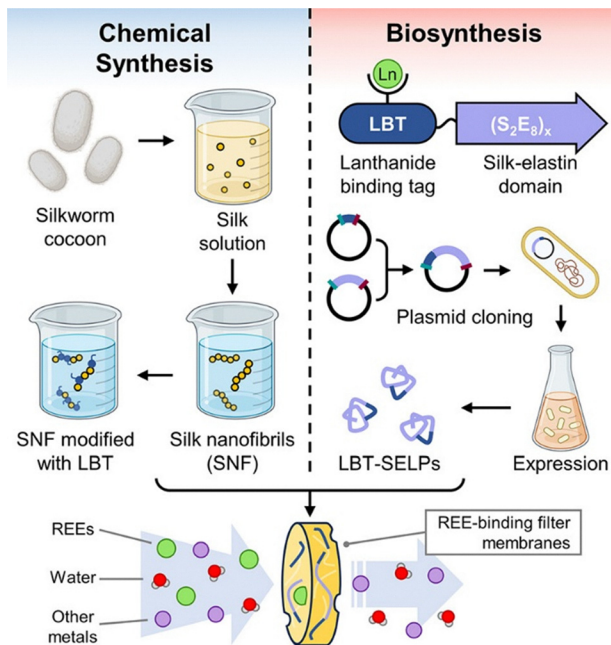 Chemical
Synthesis
Silkworm
cocoon
Silk
solution
SNF modified
with LBT
Silk nanofibrils
(SNF)
Biosynthesis
Ln
LBT
(S₂E₈)ₓ
Lanthanide
binding tag
Silk-elastin
domain
Plasmid cloning
LBT-SELPs
Expression
REEs
Water
Other
metals
REE-binding filter
membranes